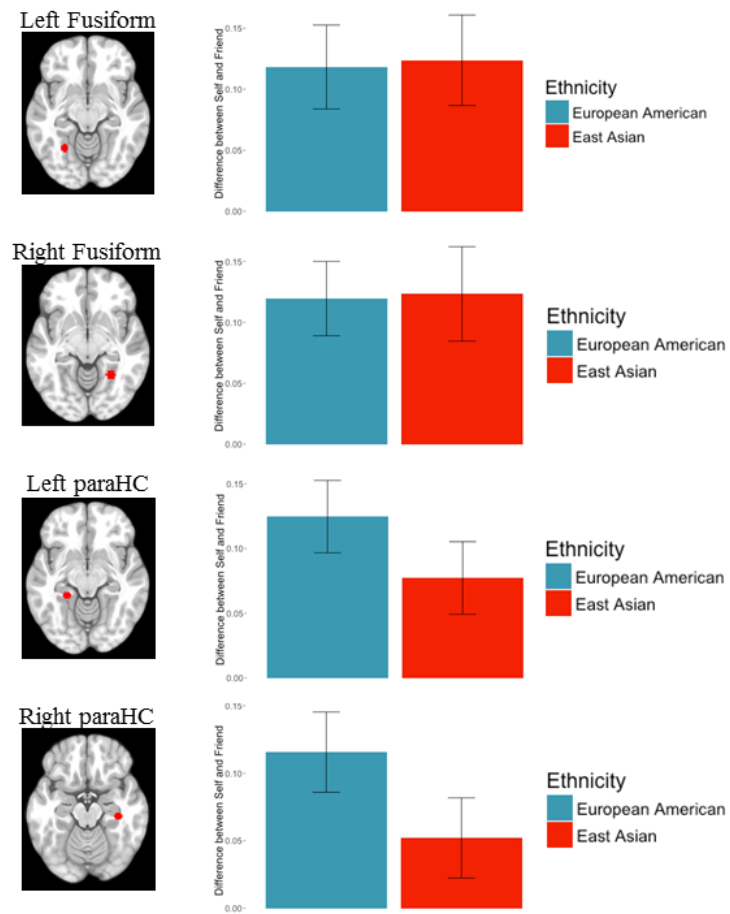 Left Fusiform
Difference between Self and Friend
0.15-
0.10-
0.05-
0.00-
Ethnicity
European American
East Asian
Right Fusiform
Difference between Self and Friend
0.15-
0.10-
0.05-
0.00-
Ethnicity
European American
East Asian
Left paraHC
Difference between Self and Friend
0.15-
0.10-
0.05-
0.00-
Ethnicity
European American
East Asian
Right paraHC
Difference between Self and Friend
0.15-
0.10-
0.05-
0.00-
Ethnicity
European American
East Asian